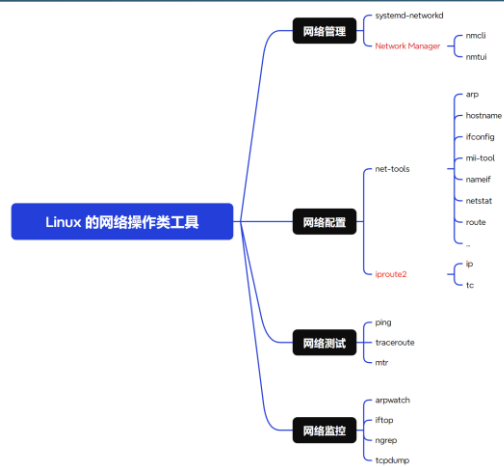 Linux 的网络操作类工具
网络管理
systemd-networkd
Network Manager
nmcli
nmtui
网络配置
net-tools
arp
hostname
ifconfig
mii-tool
nameif
netstat
route
...
iproute2
ip
tc
网络测试
ping
traceroute
mtr
网络监控
arpwatch
iftop
ngrep
tcpdump